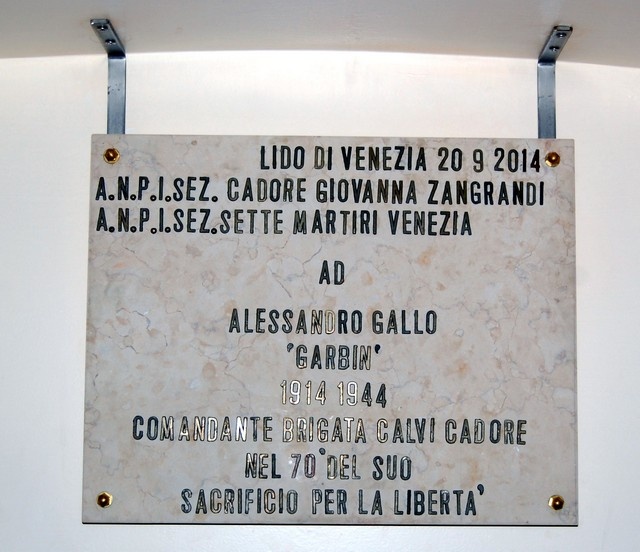 LIDO DI VENEZIA 20 9 2014
A.N.P.I.SEZ. CADORE GIOVANNA ZANGRANDI
A.N.P.I.SEZ.SETTE MARTIRI VENEZIA
AD
ALESSANDRO GALLO
'GARBIN'
1914 1944
COMANDANTE BRIGATA CALVI CADORE
NEL 70°DEL SUO
SACRIFICIO PER LA LIBERTA'